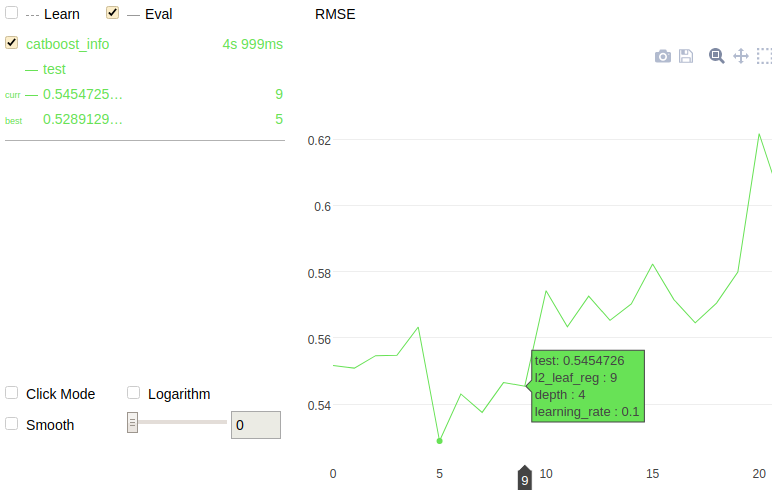 Learn
Eval
catboost_info 4s 999ms
test
curr 0.5454725... 9
best 0.5289129... 5
Click Mode
Logarithm
Smooth
0
RMSE
0.62
0.6
0.58
0.56
0.54
test: 0.5454726
l2_leaf_reg : 9
depth : 4
learning_rate : 0.1
0 5 9 10 15 20